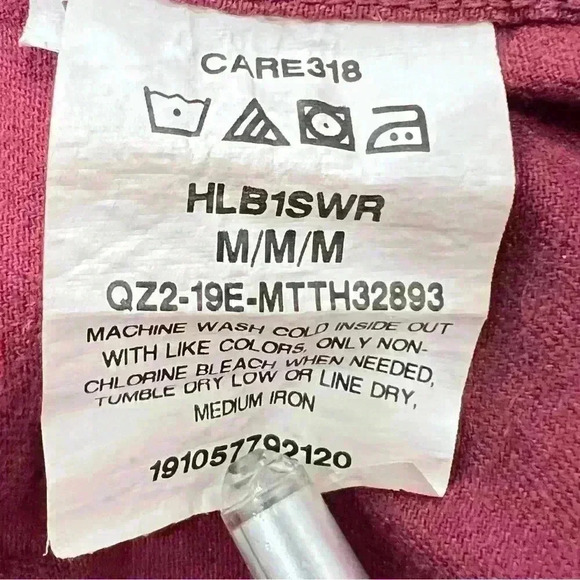 CARE318
HLB1SWR
M/M/M
QZ2-19E-MTTH32893
MACHINE WASH COLD INSIDE OUT
WITH LIKE COLORS, ONLY NON-
CHLORINE BLEACH WHEN NEEDED,
TUMBLE DRY LOW OR LINE DRY,
MEDIUM IRON
191057792120